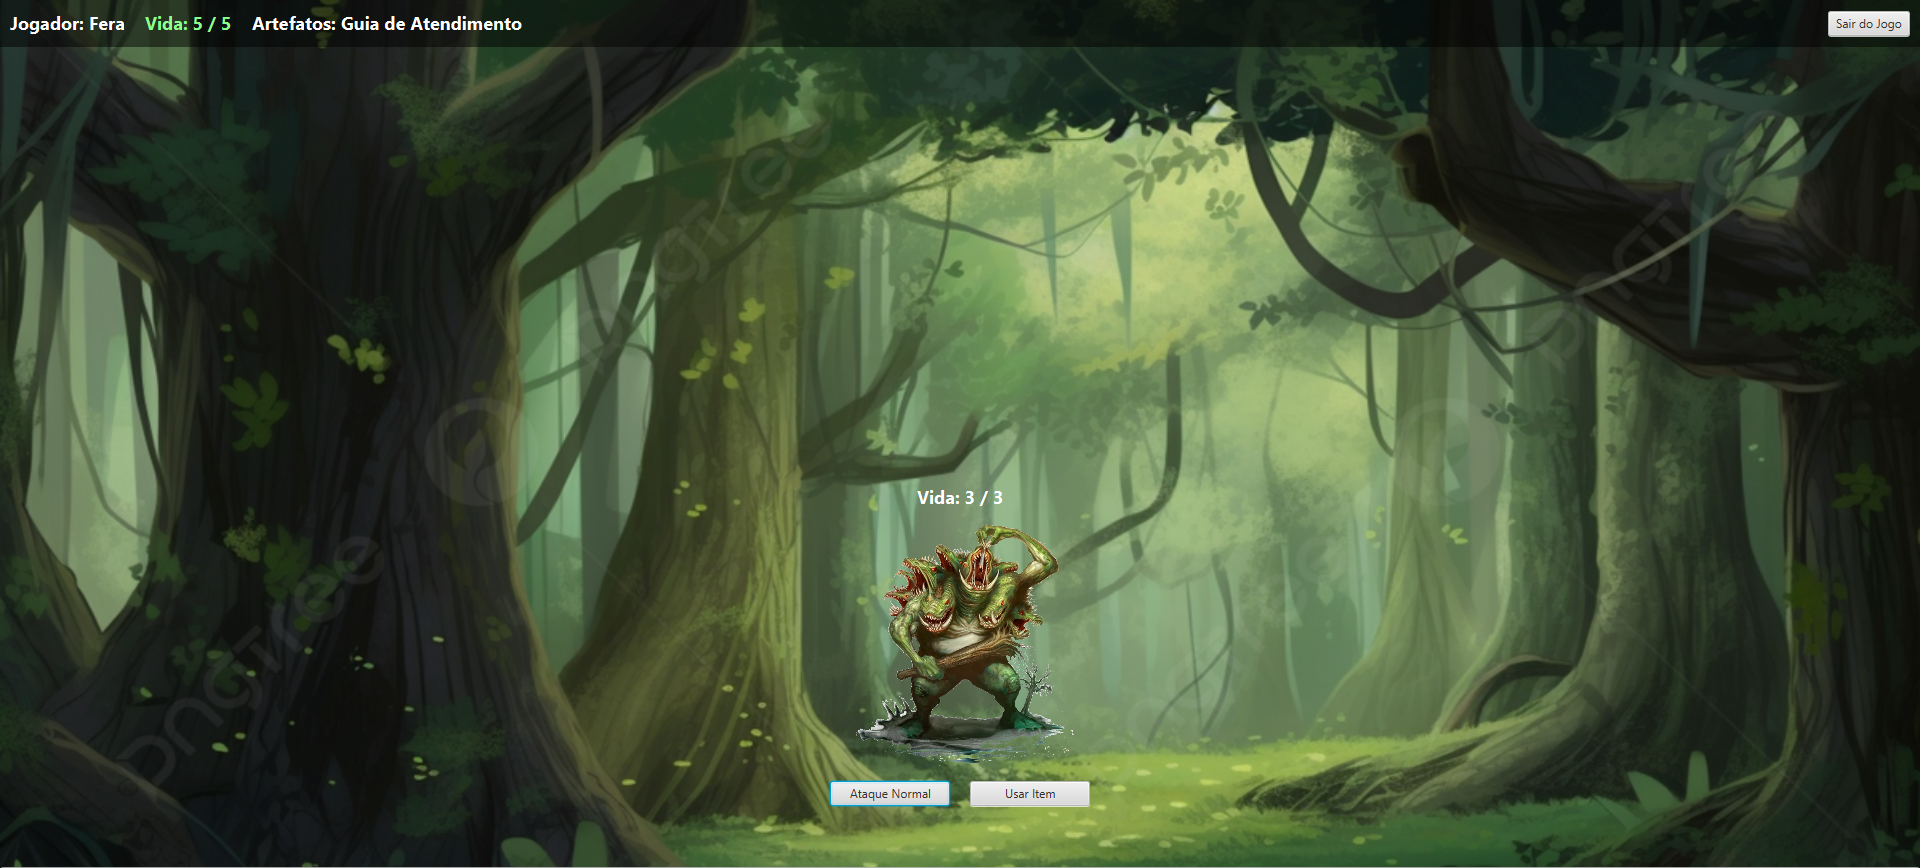 Jogador: Fera Vida: 5 / 5 Artefatos: Guia de Atendimento Sair do Jogo
Vida: 3 / 3
Ataque Normal Usar Item
pngtree